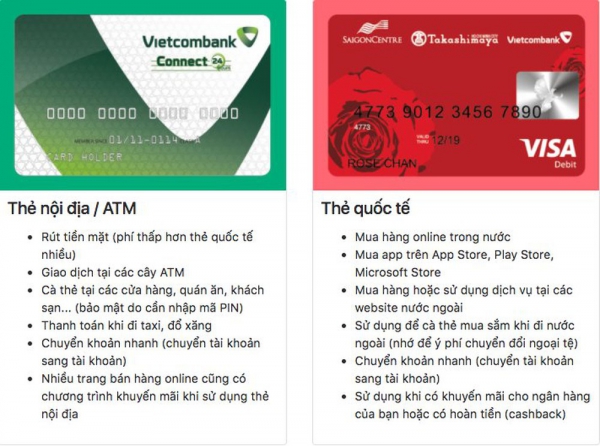 Vietcombank
Connect 24
0000 0000 0000 0000
MEMBER SINCE 01/11-0114
CARD HOLDER
Thẻ nội địa / ATM
Rút tiền mặt (phí thấp hơn thẻ quốc tế
nhiều)
Giao dịch tại các cây ATM
Cà thẻ tại các cửa hàng, quán ăn, khách
sạn... (bảo mật do cần nhập mã PIN)
Thanh toán khi đi taxi, đổ xăng
Chuyển khoản nhanh (chuyển tài khoản
sang tài khoản)
Nhiều trang bán hàng online cũng có
chương trình khuyến mãi khi sử dụng thẻ
nội địa
SAIGONCENTRE Takashimaya Vietcombank
4773 9012 3456 7890
4773
VALID
THRU 12/19
ROSE CHAN
VISA
Debit
Thẻ quốc tế
Mua hàng online trong nước
Mua app trên App Store, Play Store,
Microsoft Store
Mua hàng hoặc sử dụng dịch vụ tại các
website nước ngoài
Sử dụng để cà thẻ mua sắm khi đi nước
ngoài (nhớ để ý phí chuyển đổi ngoại tệ)
Chuyển khoản nhanh (chuyển tài khoản
sang tài khoản)
Sử dụng khi có khuyến mãi cho ngân hàng
của bạn hoặc có hoàn tiền (cashback)